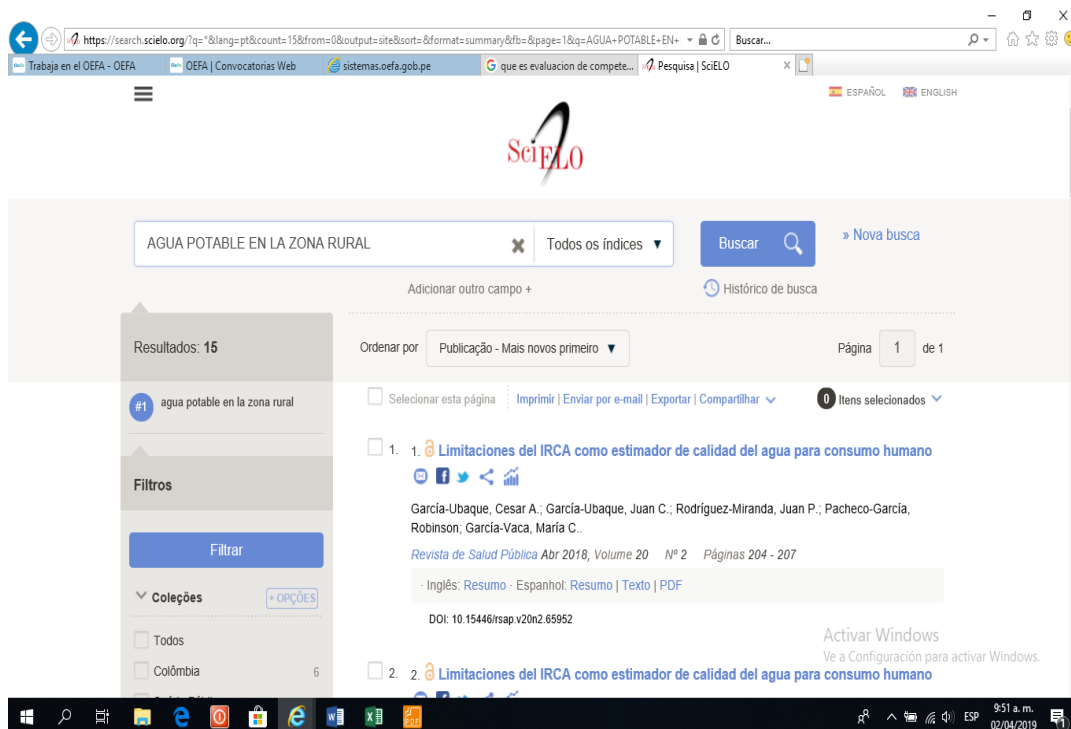 https://search.scielo.org/?q=*&lang=pt&count=15&from=0&output=site&sort=&format=summary&fb=&page=1&q=AGUA+POTABLE+EN+
Buscar...
Trabaja en el OEFA - OEFA
OEFA | Convocatorias Web
sistemas.oefa.gob.pe
que es evaluacion de compete...
Pesquisa | SciELO
ESPAÑOL
ENGLISH
SciELO
AGUA POTABLE EN LA ZONA RURAL
Todos os índices
Buscar
» Nova busca
Adicionar outro campo +
Histórico de busca
Resultados: 15
Ordenar por
Publicação - Mais novos primeiro
Página 1 de 1
#1 agua potable en la zona rural
Selecionar esta página
Imprimir | Enviar por e-mail | Exportar | Compartilhar
0 Itens selecionados
Filtros
Filtrar
Coleções
+ OPÇÕES
Todos
Colômbia 6
1. 1. Limitaciones del IRCA como estimador de calidad del agua para consumo humano
García-Ubaque, Cesar A.; García-Ubaque, Juan C.; Rodríguez-Miranda, Juan P.; Pacheco-García,
Robinson; García-Vaca, María C..
Revista de Salud Pública Abr 2018, Volume 20 Nº 2 Páginas 204 - 207
· Inglês: Resumo · Espanhol: Resumo | Texto | PDF
DOI: 10.15446/rsap.v20n2.65952
Activar Windows
Ve a Configuración para activar Windows.
2. 2. Limitaciones del IRCA como estimador de calidad del agua para consumo humano
ESP
9:51 a. m.
02/04/2019